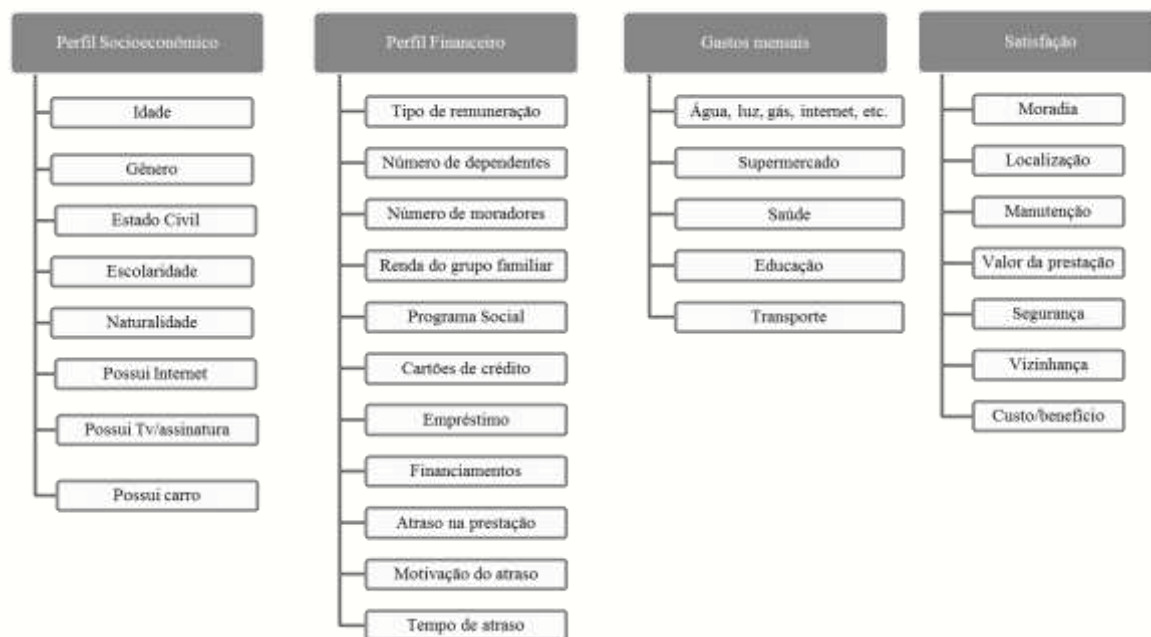 Perfil Socioeconômico
Idade
Gênero
Estado Civil
Escolaridade
Naturalidade
Possui Internet
Possui Tv/assinatura
Possui carro
Perfil Financeiro
Tipo de remuneração
Número de dependentes
Número de moradores
Renda do grupo familiar
Programa Social
Cartões de crédito
Empréstimo
Financiamentos
Atraso na prestação
Motivação do atraso
Tempo de atraso
Gastos mensais
Água, luz, gás, internet, etc.
Supermercado
Saúde
Educação
Transporte
Satisfação
Moradia
Localização
Manutenção
Valor da prestação
Segurança
Vizinhança
Custo/benefício